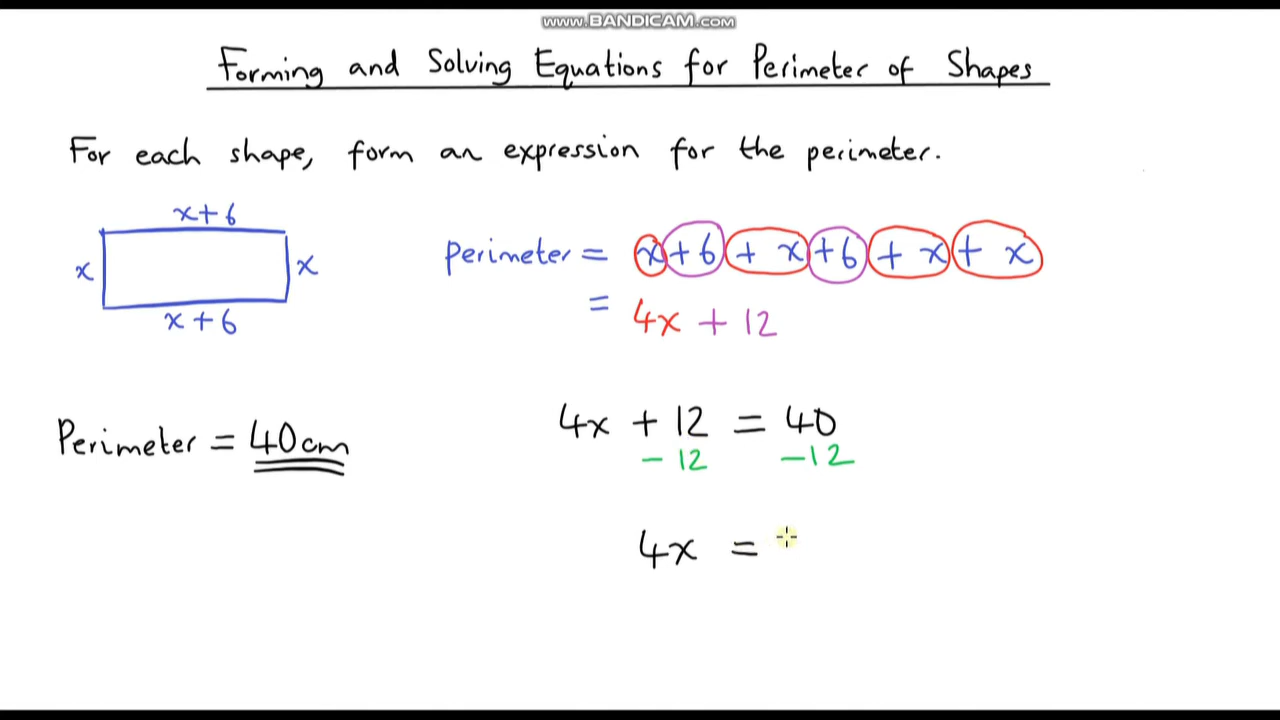 www.BANDICAM.com
Forming and Solving Equations for Perimeter of Shapes
For each shape, form an expression for the perimeter.
x+6
x
x
x+6
perimeter = x+6 + x+6 + x + x
= 4x + 12
Perimeter = 40cm
4x + 12 = 40
-12 -12
4x =